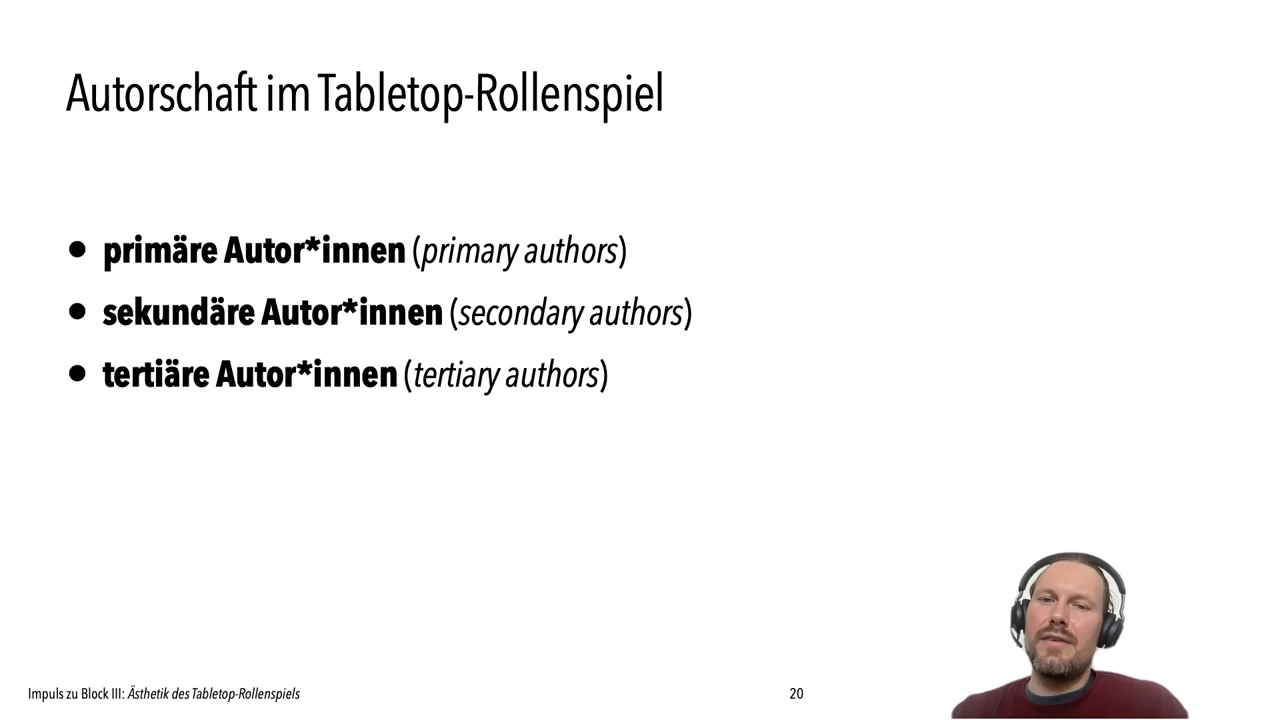 Autorschaft im Tabletop-Rollenspiel
• primäre Autor*innen (primary authors)
• sekundäre Autor*innen (secondary authors)
• tertiäre Autor*innen (tertiary authors)
Impuls zu Block III: Ästhetik des Tabletop-Rollenspiels
20